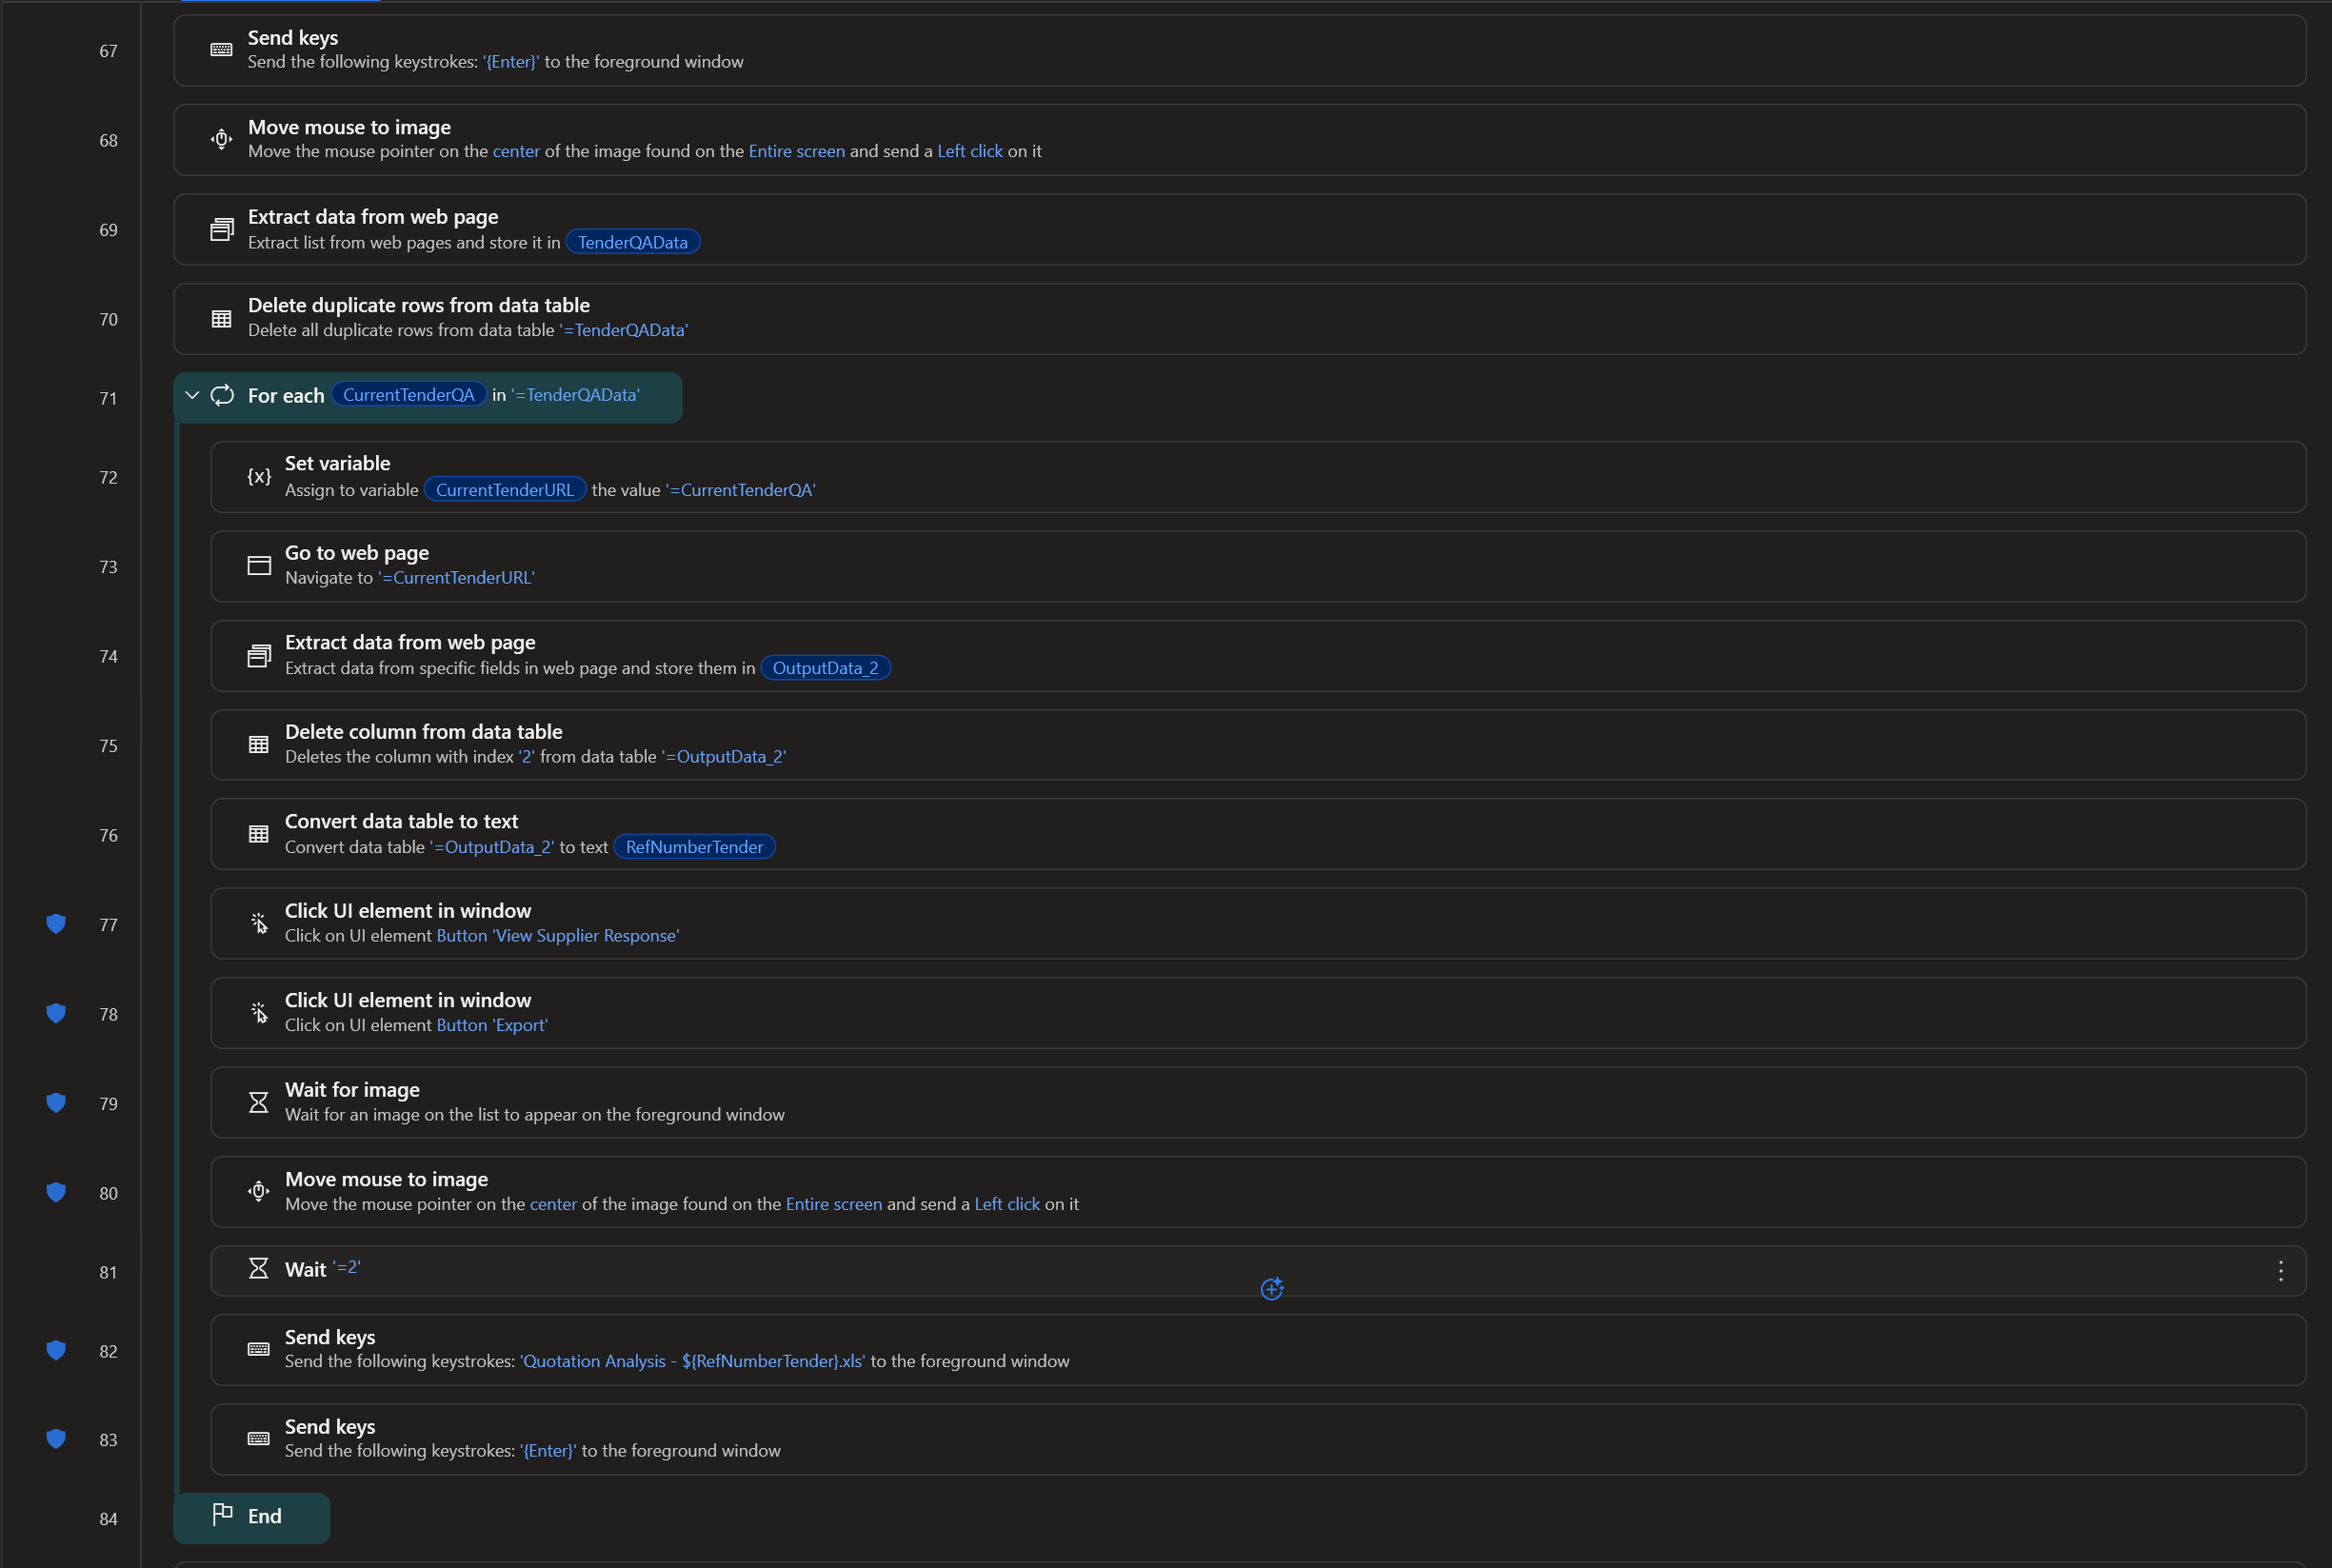 67
Send keys
Send the following keystrokes: '{Enter}' to the foreground window
68
Move mouse to image
Move the mouse pointer on the center of the image found on the Entire screen and send a Left click on it
69
Extract data from web page
Extract list from web pages and store it in TenderQAData
70
Delete duplicate rows from data table
Delete all duplicate rows from data table '=TenderQAData'
71
For each CurrentTenderQA in '=TenderQAData'
72
Set variable
{x}
Assign to variable CurrentTenderURL the value '=CurrentTenderQA'
73
Go to web page
Navigate to '=CurrentTenderURL'
74
Extract data from web page
Extract data from specific fields in web page and store them in OutputData_2
75
Delete column from data table
Deletes the column with index '2' from data table '=OutputData_2'
76
Convert data table to text
Convert data table '=OutputData_2' to text RefNumberTender
77
Click UI element in window
Click on UI element Button 'View Supplier Response'
78
Click UI element in window
Click on UI element Button 'Export'
79
Wait for image
Wait for an image on the list to appear on the foreground window
80
Move mouse to image
Move the mouse pointer on the center of the image found on the Entire screen and send a Left click on it
81
Wait '=2'
82
Send keys
Send the following keystrokes: 'Quotation Analysis - ${RefNumberTender}.xls' to the foreground window
83
Send keys
Send the following keystrokes: '{Enter}' to the foreground window
84
End